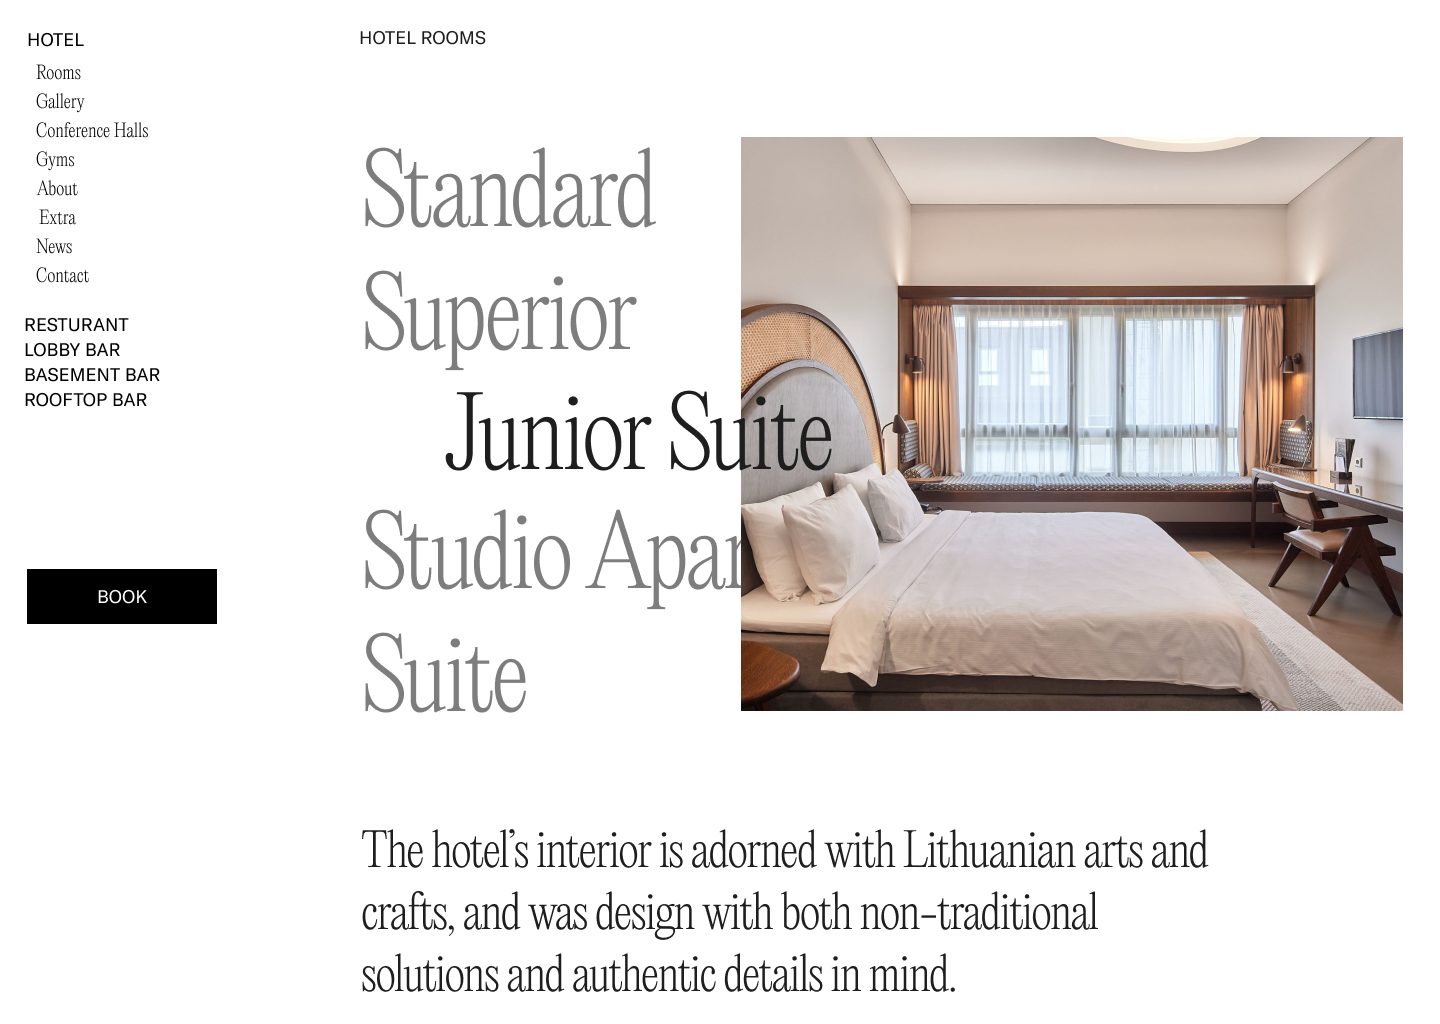 HOTEL
Rooms
Gallery
Conference Halls
Gyms
About
Extra
News
Contact
RESTURANT
LOBBY BAR
BASEMENT BAR
ROOFTOP BAR
BOOK
HOTEL ROOMS
Standard
Superior
Junior Suite
Studio Apar
Suite
The hotel’s interior is adorned with Lithuanian arts and
crafts, and was design with both non-traditional
solutions and authentic details in mind.